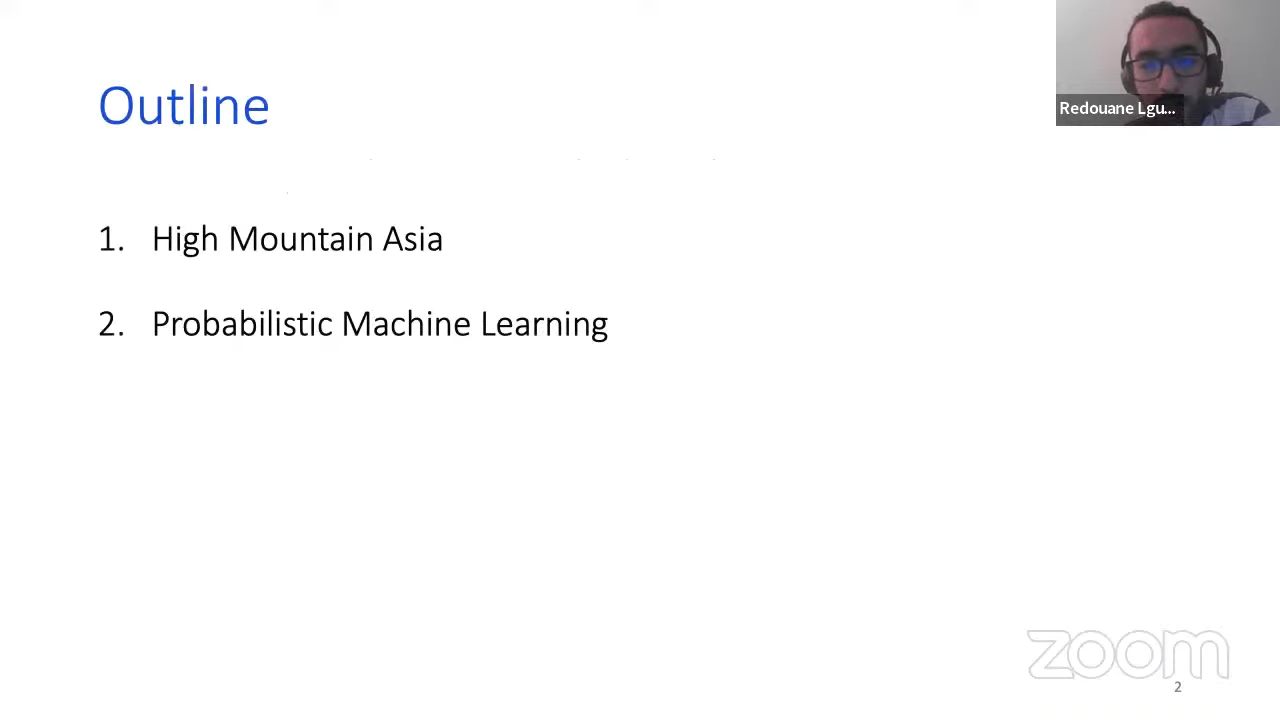 Outline
Redouane Lgu...
1. High Mountain Asia
2. Probabilistic Machine Learning
zoom
2